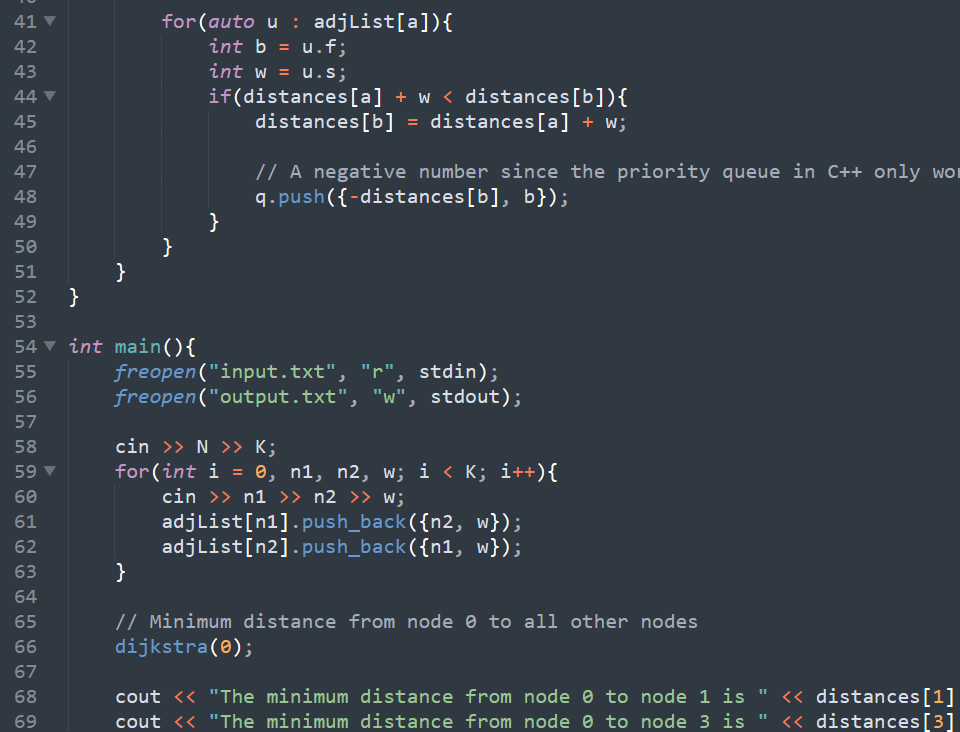 41 for(auto u : adjList[a]){
42 int b = u.f;
43 int w = u.s;
44 if(distances[a] + w < distances[b]){
45 distances[b] = distances[a] + w;
46
47 // A negative number since the priority queue in C++ only
48 q.push({-distances[b], b});
49 }
50 }
51 }
52 }
53
54 int main(){
55 freopen("input.txt", "r", stdin);
56 freopen("output.txt", "w", stdout);
57
58 cin >> N >> K;
59 for(int i = 0, n1, n2, w; i < K; i++){
60 cin >> n1 >> n2 >> w;
61 adjList[n1].push_back({n2, w});
62 adjList[n2].push_back({n1, w});
63 }
64
65 // Minimum distance from node 0 to all other nodes
66 dijkstra(0);
67
68 cout << "The minimum distance from node 0 to node 1 is " << distances[1]
69 cout << "The minimum distance from node 0 to node 3 is " << distances[3]